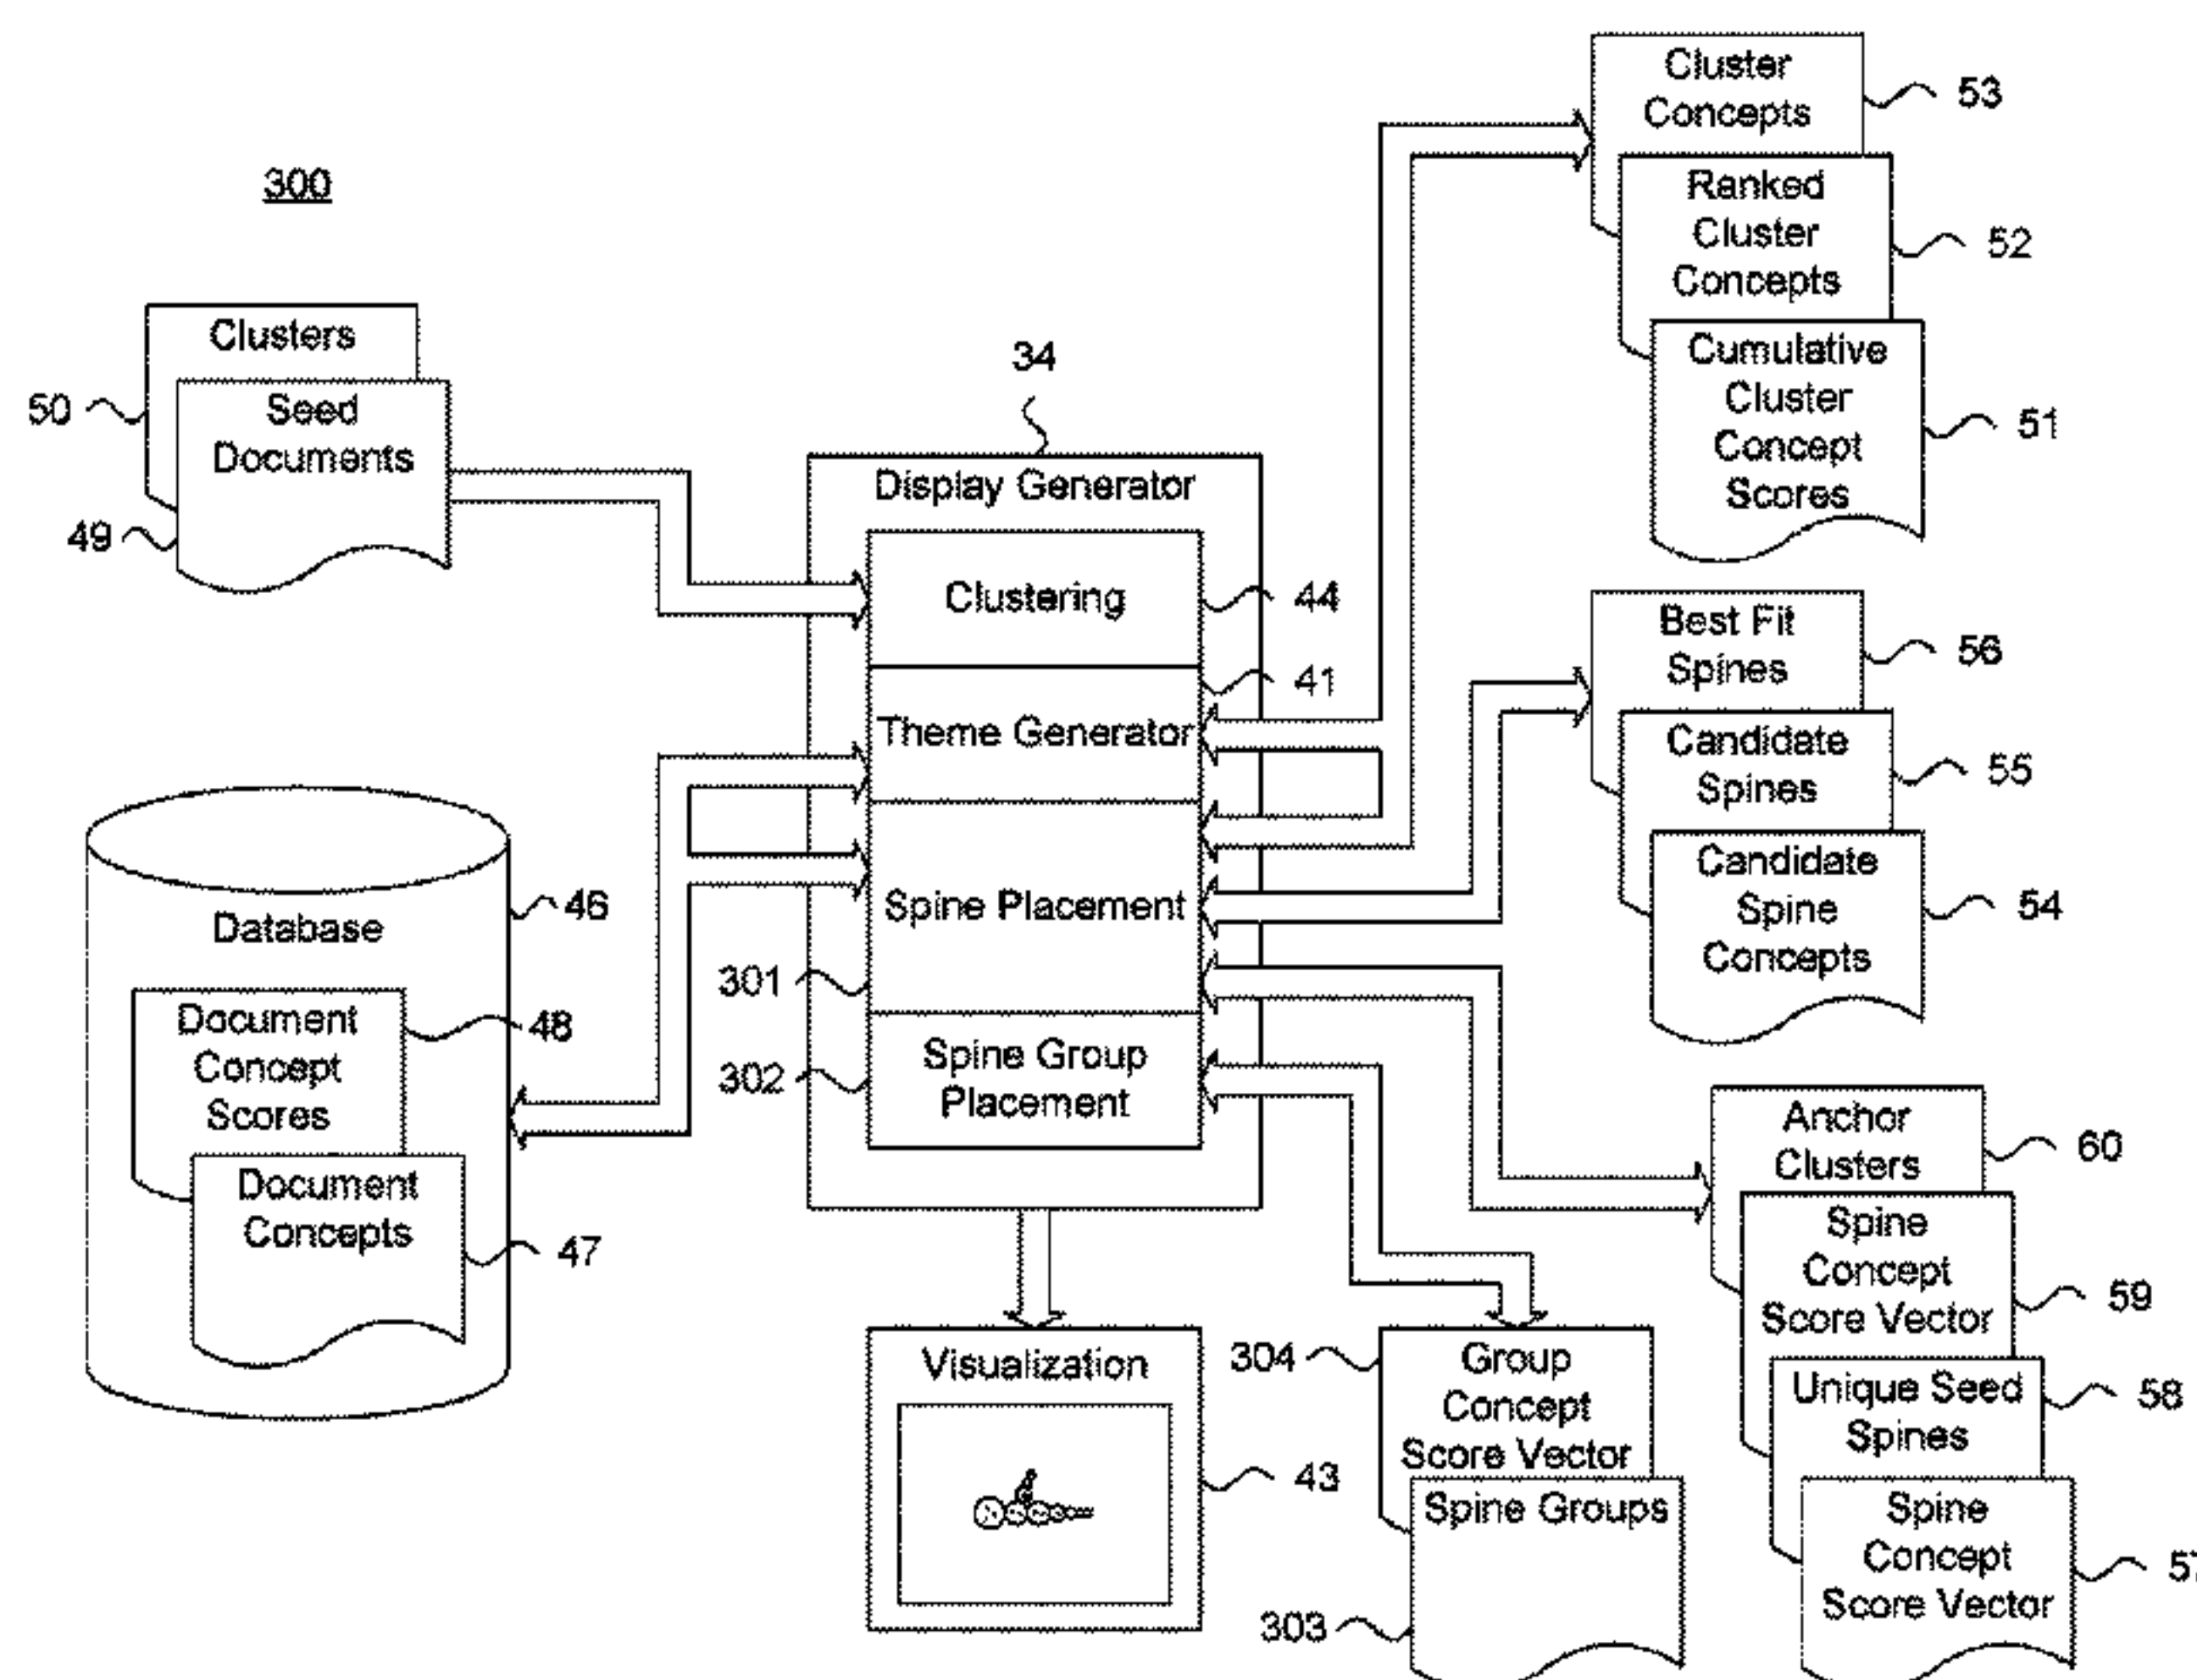 300
Clusters
50
Seed
Documents
49
34
Display Generator
Clustering
44
41
Theme Generator
Spine Placement
301
Spine Group
Placement
302
Database
46
Document
Concept
Scores
48
Document
Concepts
47
Visualization
43
Cluster
Concepts
53
Ranked
Cluster
Concepts
52
Cumulative
Cluster
Concept
Scores
51
Best Fit
Spines
56
Candidate
Spines
55
Candidate
Spine
Concepts
54
Anchor
Clusters
60
Spine
Concept
Score Vector
59
Unique Seed
Spines
58
Spine
Concept
Score Vector
57
304
Group
Concept
Score Vector
Spine Groups
303